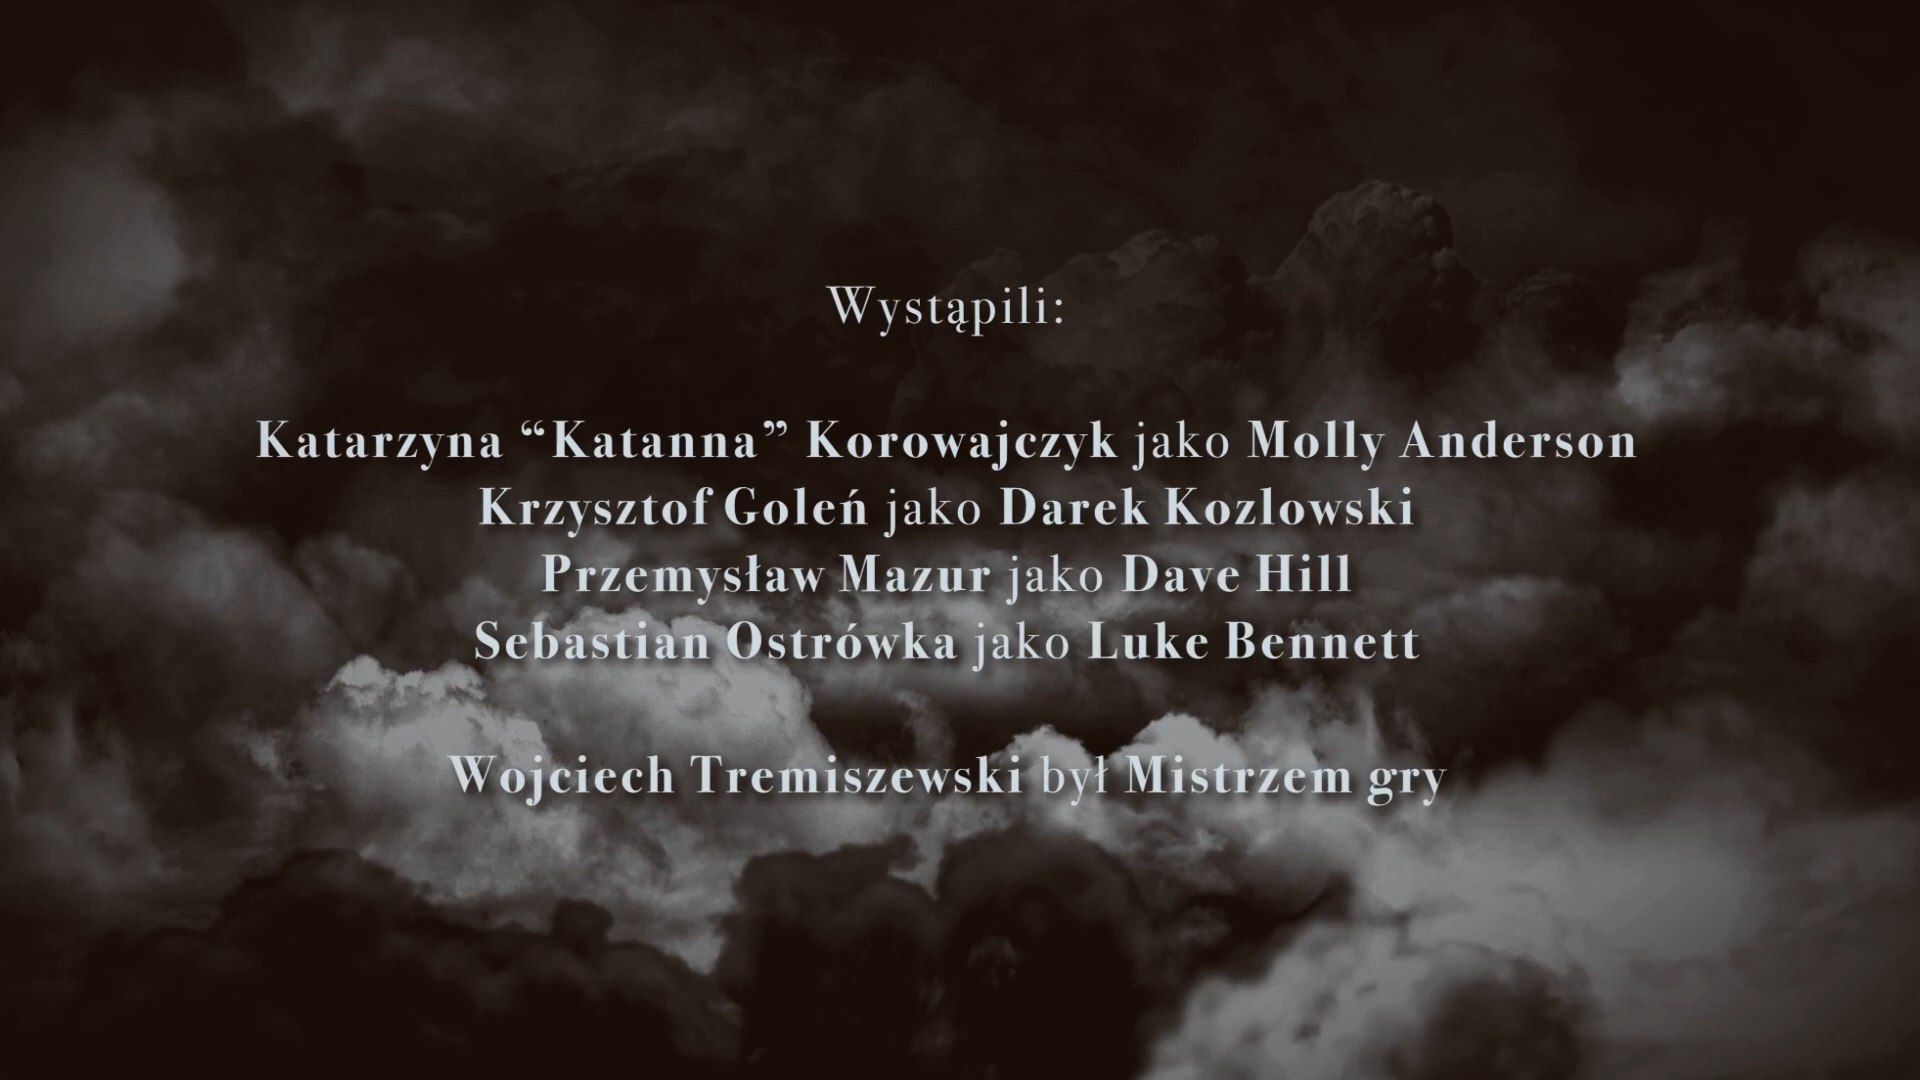 Wystąpili:
Katarzyna “Katanna” Korowajczyk jako Molly Anderson
Krzysztof Goleń jako Darek Kozlowski
Przemysław Mazur jako Dave Hill
Sebastian Ostrówka jako Luke Bennett
Wojciech Tremiszewski był Mistrzem gry